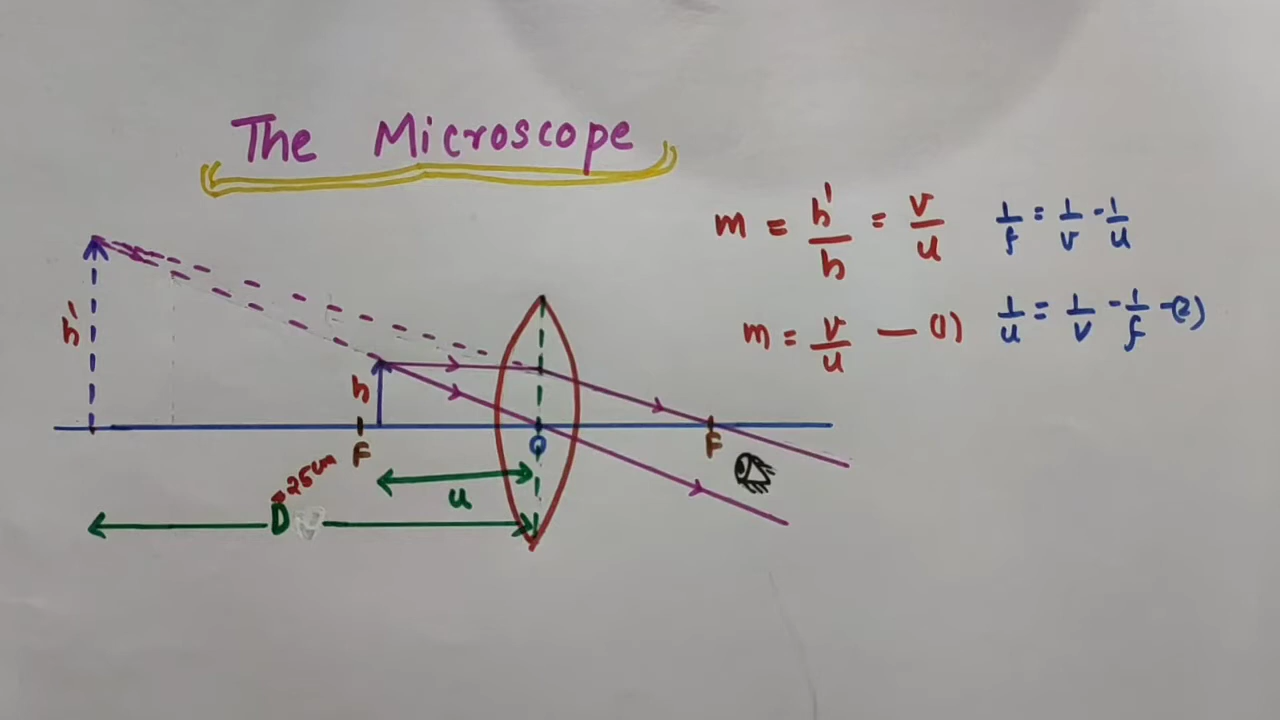 The Microscope
m = h'/h = v/u
1/f = 1/v - 1/u
m = v/u — (1)
1/u = 1/v - 1/f - (2)
h'
h
F
O
F
u
D = 25cm